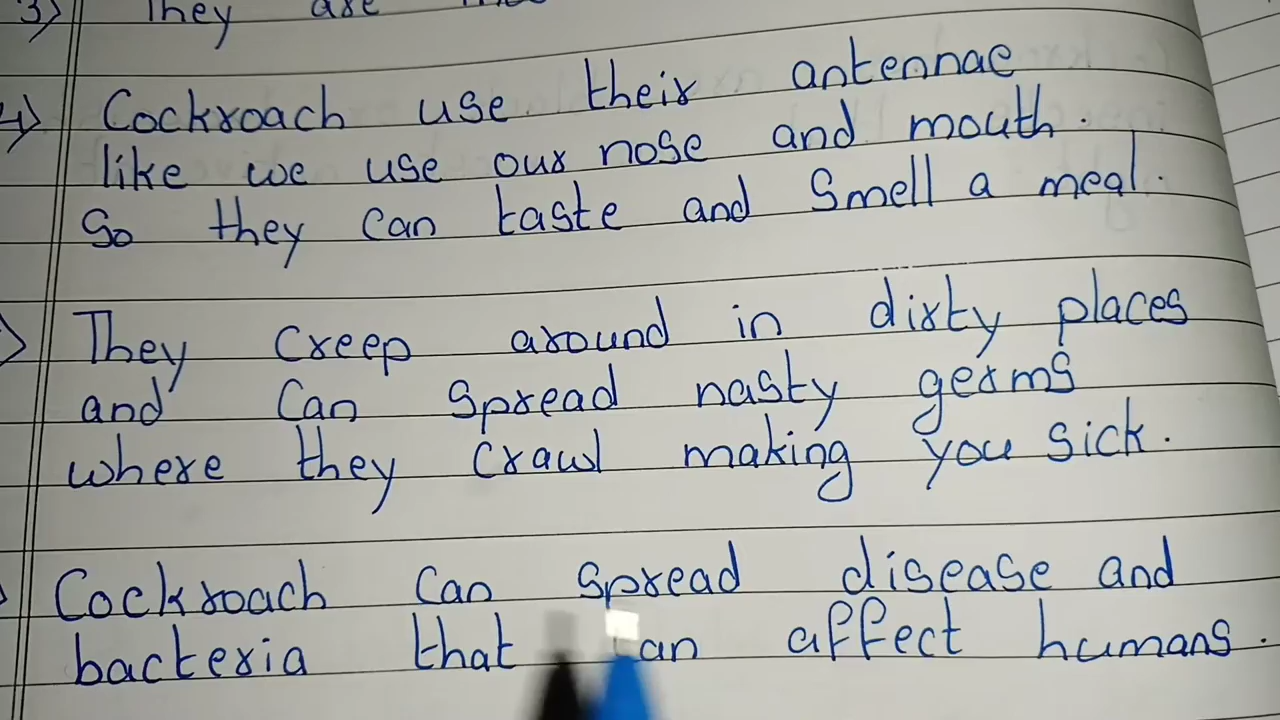 3) They are
4) Cockroach use their antennae
like we use our nose and mouth.
So they can taste and smell a meal.
They creep around in dirty places
and can spread nasty germs
where they crawl making you sick.
Cockroach can spread disease and
bacteria that can affect humans.